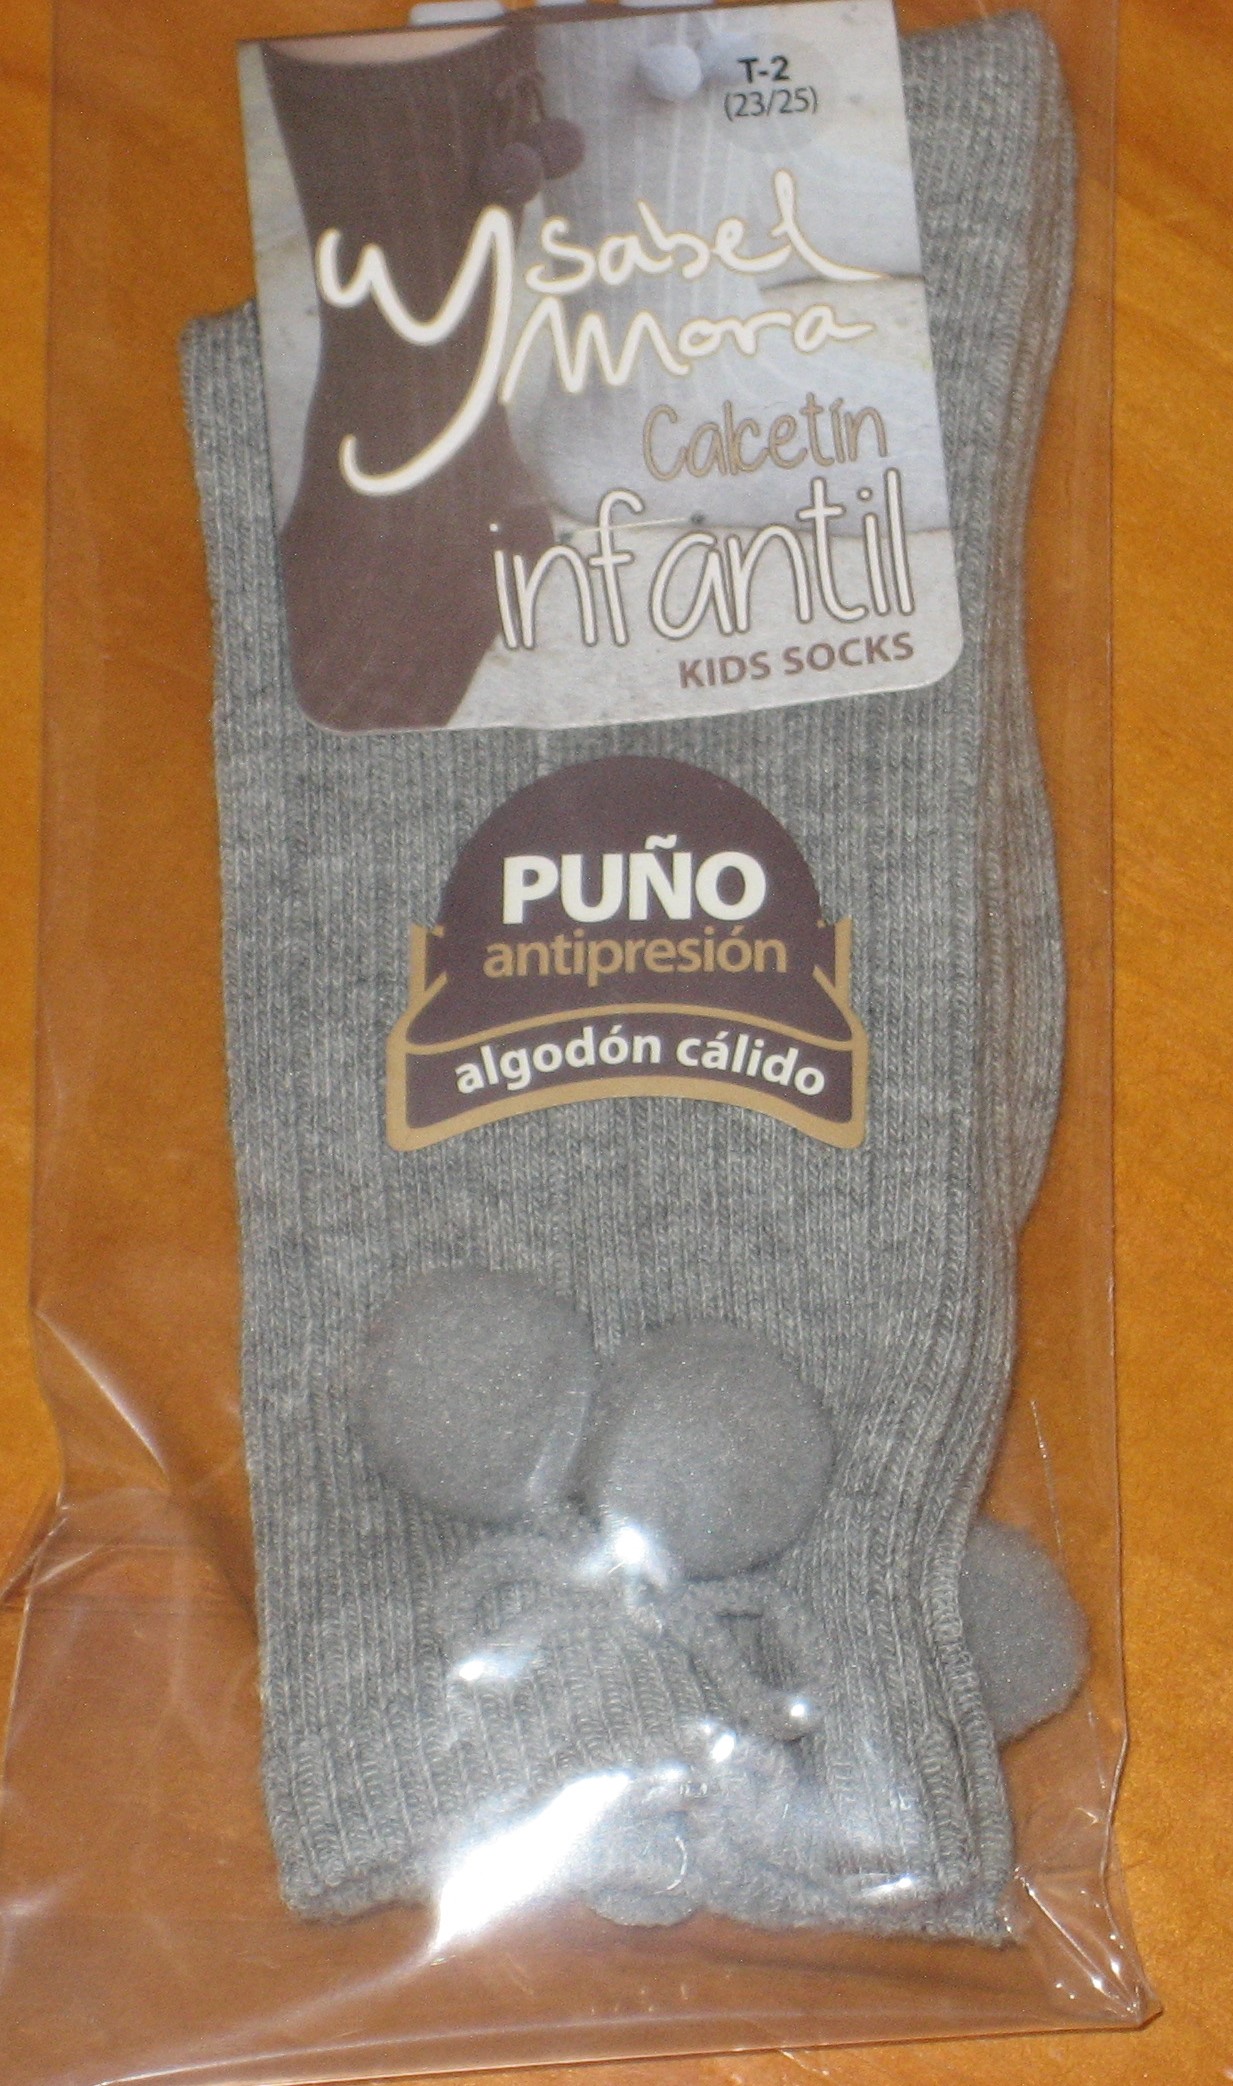 T-2
(23/25)
Ysabel
Mora
Calcetín
infantil
KIDS SOCKS
PUÑO
antipresión
algodón cálido